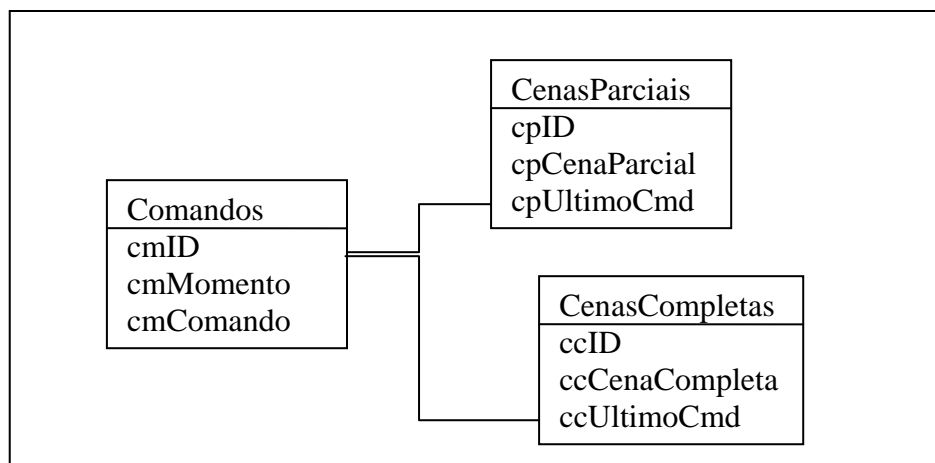 Comandos
cmID
cmMomento
cmComando
CenasParciais
cpID
cpCenaParcial
cpUltimoCmd
CenasCompletas
ccID
ccCenaCompleta
ccUltimoCmd